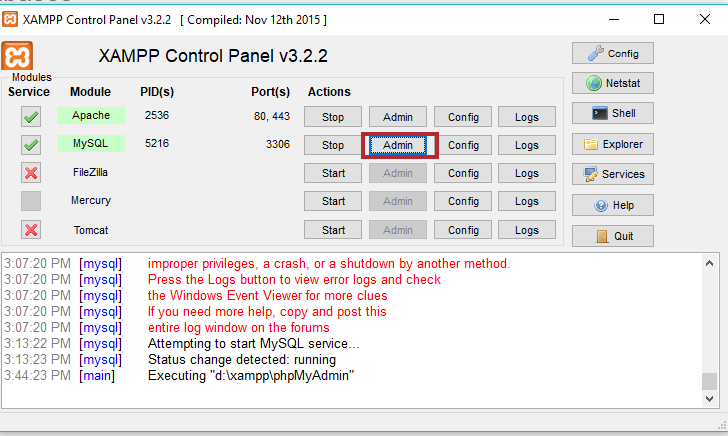 XAMPP Control Panel v3.2.2 [ Compiled: Nov 12th 2015 ]
XAMPP Control Panel v3.2.2
Config
Modules
Service Module PID(s) Port(s) Actions
Netstat
Apache 2536 80, 443 Stop Admin Config Logs
Shell
MySQL 5216 3306 Stop Admin Config Logs
Explorer
FileZilla Start Admin Config Logs
Services
Mercury Start Admin Config Logs
Help
Tomcat Start Admin Config Logs
Quit
3:07:20 PM [mysql] improper privileges, a crash, or a shutdown by another method.
3:07:20 PM [mysql] Press the Logs button to view error logs and check
3:07:20 PM [mysql] the Windows Event Viewer for more clues
3:07:20 PM [mysql] If you need more help, copy and post this
3:07:20 PM [mysql] entire log window on the forums
3:13:22 PM [mysql] Attempting to start MySQL service...
3:13:23 PM [mysql] Status change detected: running
3:44:23 PM [main] Executing "d:\xampp\phpMyAdmin"